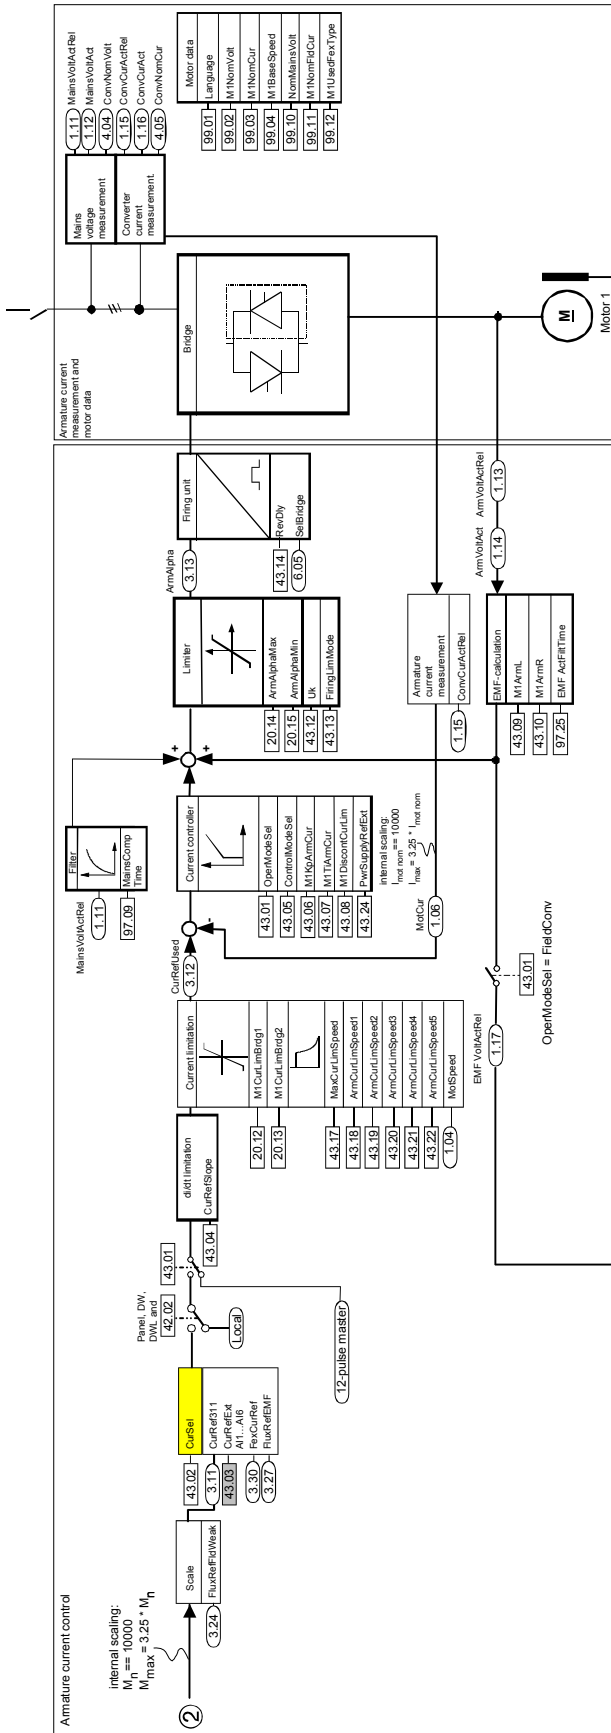 Armature current control
internal scaling:
Mn == 10000
Mmax = 3.25 * Mn
2
Scale
3.24
FluxRefFldWeak
CurSel
43.02
3.11
CurRef311
43.03
CurRefExt
AI1...AI6
3.30
FexCurRef
3.27
FluxRefEMF
Panel, DW,
DWL and
42.02
Local
43.01
12-pulse master
di/dt limitation
43.04
CurRefSlope
Current limitation
20.12
M1CurLimBrdg1
20.13
M1CurLimBrdg2
43.17
MaxCurLimSpeed
43.18
ArmCurLimSpeed1
43.19
ArmCurLimSpeed2
43.20
ArmCurLimSpeed3
43.21
ArmCurLimSpeed4
43.22
ArmCurLimSpeed5
1.04
MotSpeed
CurRefUsed
3.12
-
MainsVoltActRel
1.11
Filter
97.09
MainsComp
Time
Current controller
43.01
OperModeSel
43.05
ControlModeSel
43.06
M1KpArmCur
43.07
M1TiArmCur
43.08
M1DiscontCurLim
43.24
PwrSupplyRefExt
MotCur
1.06
internal scaling:
Imot nom == 10000
Imax = 3.25 * Imot nom
EMF VoltActRel
1.17
43.01
OperModeSel = FieldConv
+
+
Limiter
20.14
ArmAlphaMax
20.15
ArmAlphaMin
43.12
Uk
43.13
FiringLimMode
ArmAlpha
3.13
Firing unit
43.14
RevDly
6.05
SelBridge
Armature
current
measurement
1.15
ConvCurActRel
EMF-calculation
43.09
M1ArmL
43.10
M1ArmR
97.25
EMF ActFiltTime
ArmVoltAct
1.14
ArmVoltActRel
1.13
Armature current
measurement and
motor data
Bridge
Mains
voltage
measurement
Converter
current
measurement.
1.11
MainsVoltActRel
1.12
MainsVoltAct
4.04
ConvNomVolt
1.15
ConvCurActRel
1.16
ConvCurAct
4.05
ConvNomCur
Motor data
99.01
Language
99.02
M1NomVolt
99.03
M1NomCur
99.04
M1BaseSpeed
99.10
NomMainsVolt
99.11
M1NomFldCur
99.12
M1UsedFexType
M
Motor 1